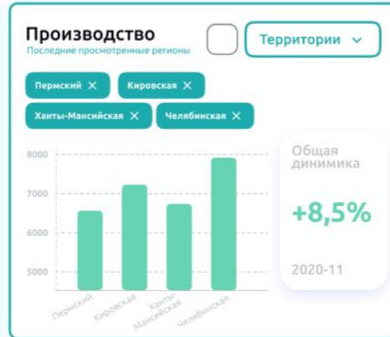 Производство
Последние просмотренные регионы
Территории
Пермский ×
Кировская ×
Ханты-Мансийская ×
Челябинская ×
Общая
динимика
+8,5%
2020-11
8000
7000
6000
5000
Пермский
Кировская
Ханты-
Мансийская
Челябинская